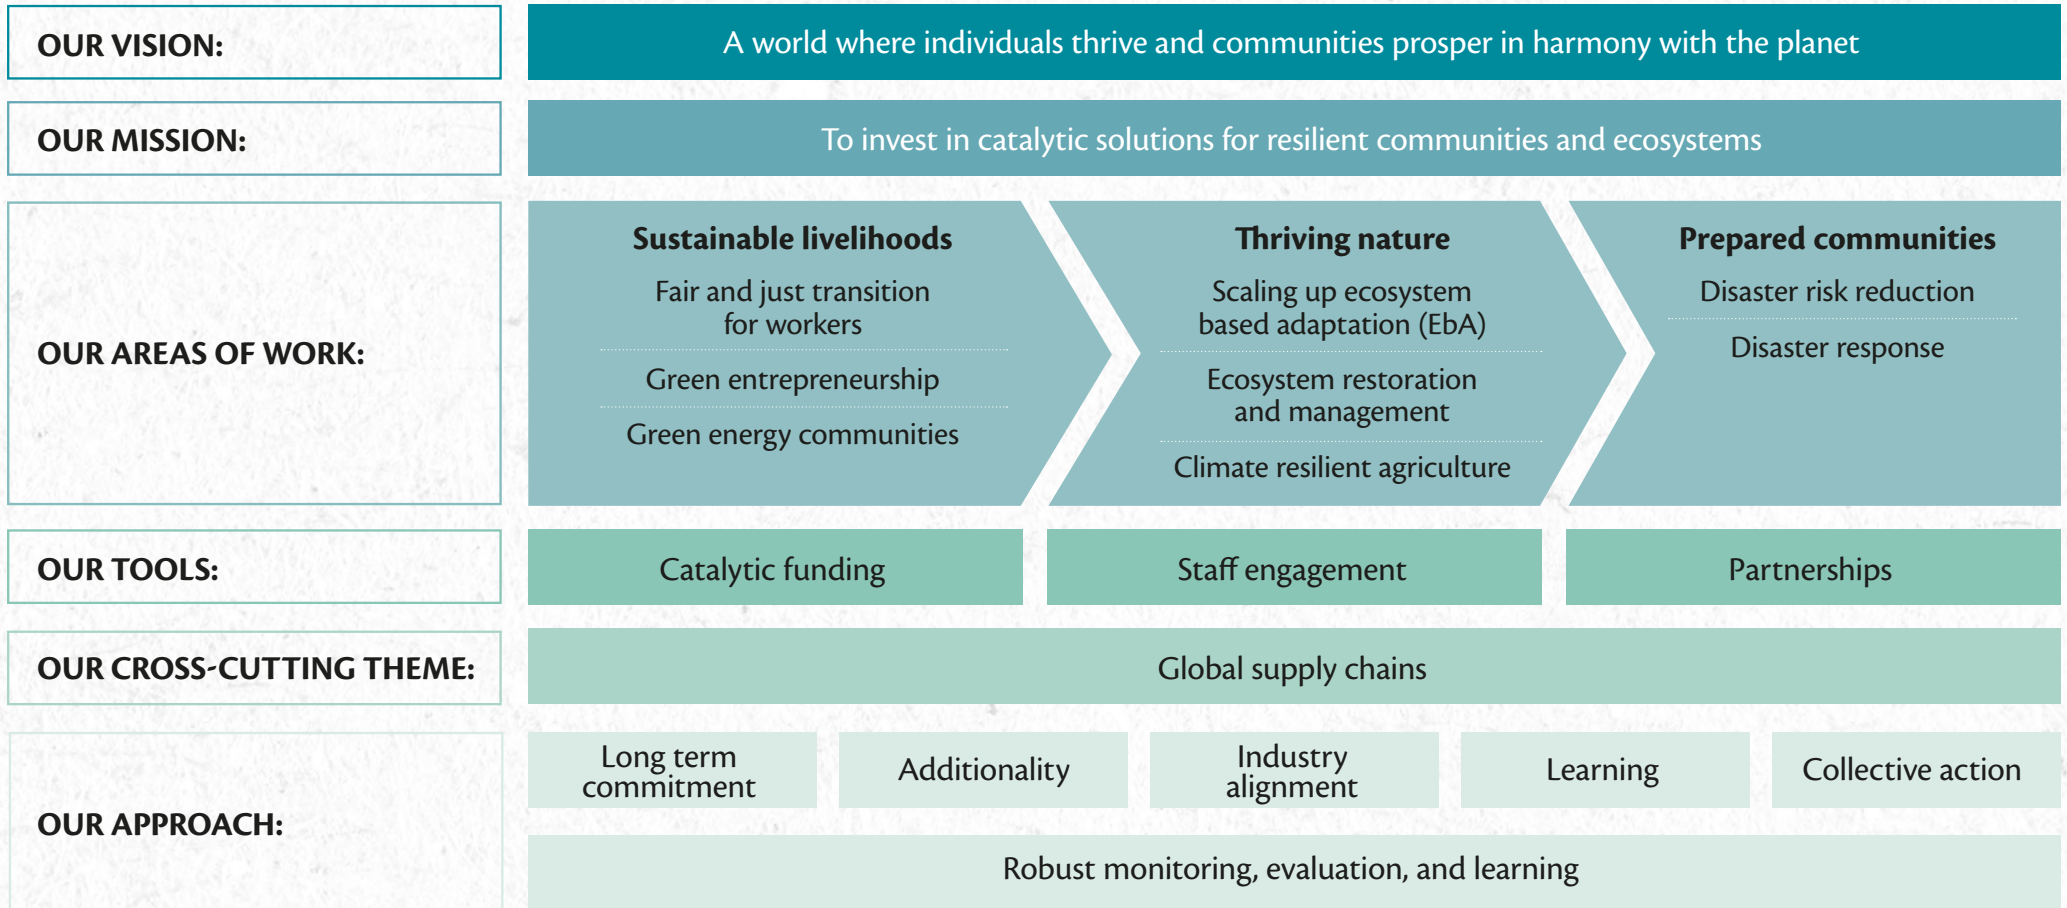 OUR VISION:
A world where individuals thrive and communities prosper in harmony with the planet
OUR MISSION:
To invest in catalytic solutions for resilient communities and ecosystems
OUR AREAS OF WORK:
Sustainable livelihoods
Fair and just transition
for workers
Green entrepreneurship
Green energy communities
Thriving nature
Scaling up ecosystem
based adaptation (EbA)
Ecosystem restoration
and management
Climate resilient agriculture
Prepared communities
Disaster risk reduction
Disaster response
OUR TOOLS:
Catalytic funding
Staff engagement
Partnerships
OUR CROSS-CUTTING THEME:
Global supply chains
OUR APPROACH:
Long term
commitment
Additionality
Industry
alignment
Learning
Collective action
Robust monitoring, evaluation, and learning